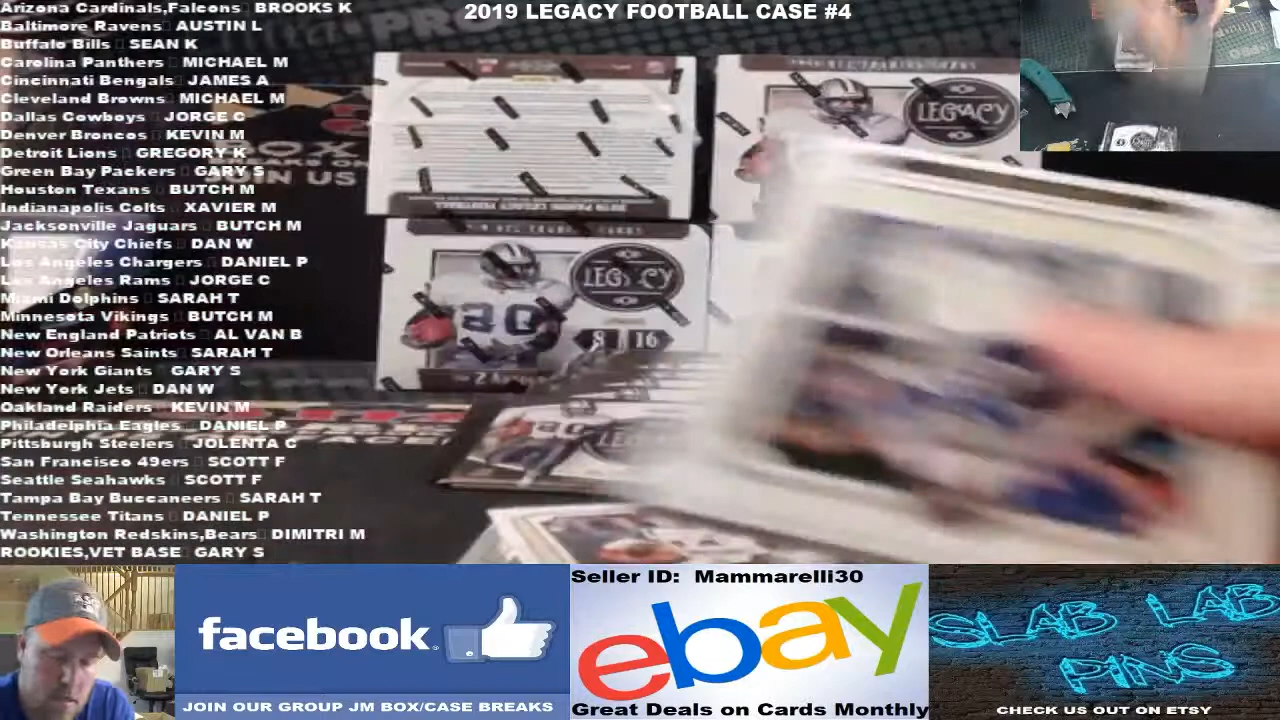 2019 LEGACY FOOTBALL CASE #4
Arizona Cardinals,Falcons BROOKS K
Baltimore Ravens AUSTIN L
Buffalo Bills SEAN K
Carolina Panthers MICHAEL M
Cincinnati Bengals JAMES A
Cleveland Browns MICHAEL M
Dallas Cowboys JORGE C
Denver Broncos KEVIN M
Detroit Lions GREGORY K
Green Bay Packers GARY S
Houston Texans BUTCH M
Indianapolis Colts XAVIER M
Jacksonville Jaguars BUTCH M
Kansas City Chiefs DAN W
Los Angeles Chargers DANIEL P
Los Angeles Rams JORGE C
Miami Dolphins SARAH T
Minnesota Vikings BUTCH M
New England Patriots AL VAN B
New Orleans Saints SARAH T
New York Giants GARY S
New York Jets DAN W
Oakland Raiders KEVIN M
Philadelphia Eagles DANIEL P
Pittsburgh Steelers JOLENTA C
San Francisco 49ers SCOTT F
Seattle Seahawks SCOTT F
Tampa Bay Buccaneers SARAH T
Tennessee Titans DANIEL P
Washington Redskins,Bears DIMITRI M
ROOKIES,VET BASE GARY S
JOIN US
LEGACY
LEGACY
20
8 16
facebook
JOIN OUR GROUP JM BOX/CASE BREAKS
Seller ID: Mammarelli30
ebay
Great Deals on Cards Monthly
SLAB LAB
PINS
CHECK US OUT ON ETSY